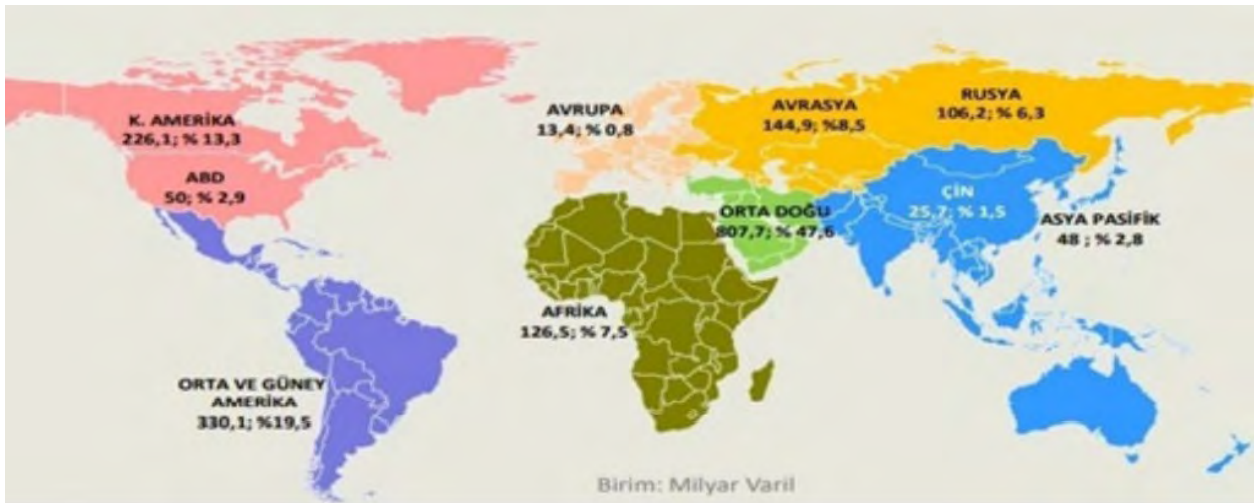 K. AMERİKA
226,1; % 13,3
ABD
50; % 2,9
AVRUPA
13,4; % 0,8
AVRASYA
144,9; %8,5
RUSYA
106,2; % 6,3
ORTA DOĞU
807,7; % 47,6
ÇİN
25,7; % 1,5
ASYA PASİFİK
48 ; % 2,8
AFRİKA
126,5; % 7,5
ORTA VE GÜNEY
AMERİKA
330,1; %19,5
Birim: Milyar Varil